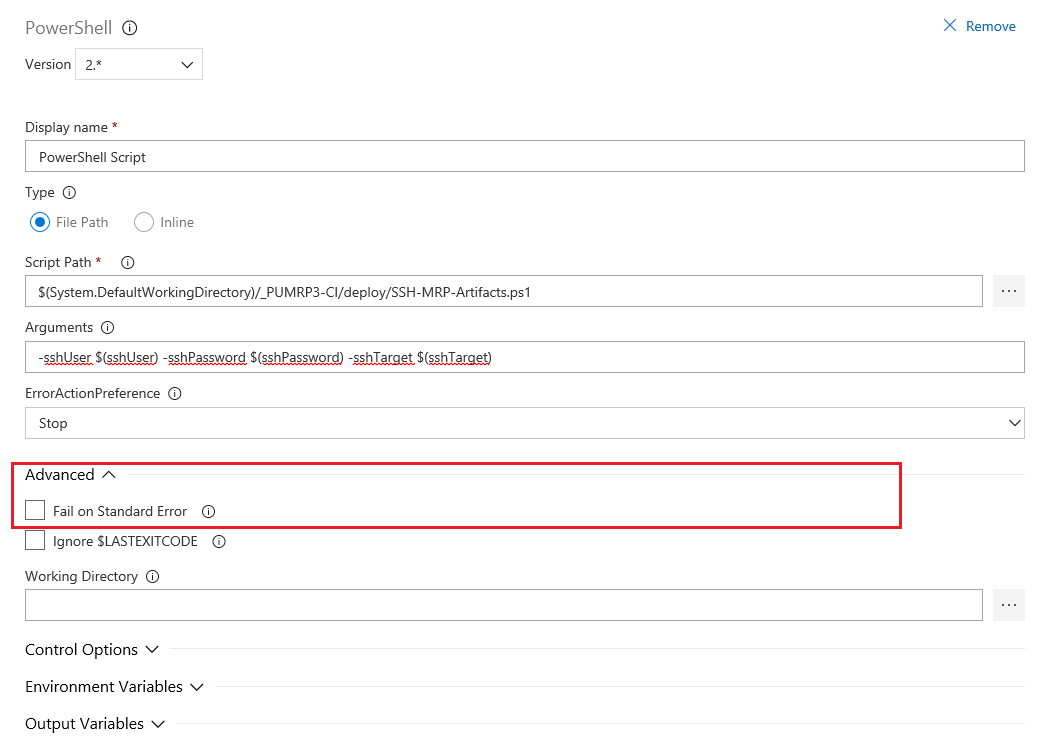 PowerShell
Remove
Version 2.*
Display name *
PowerShell Script
Type
File Path Inline
Script Path *
$(System.DefaultWorkingDirectory)/_PUMRP3-CI/deploy/SSH-MRP-Artifacts.ps1
Arguments
-sshUser $(sshUser) -sshPassword $(sshPassword) -sshTarget $(sshTarget)
ErrorActionPreference
Stop
Advanced
Fail on Standard Error
Ignore $LASTEXITCODE
Working Directory
Control Options
Environment Variables
Output Variables